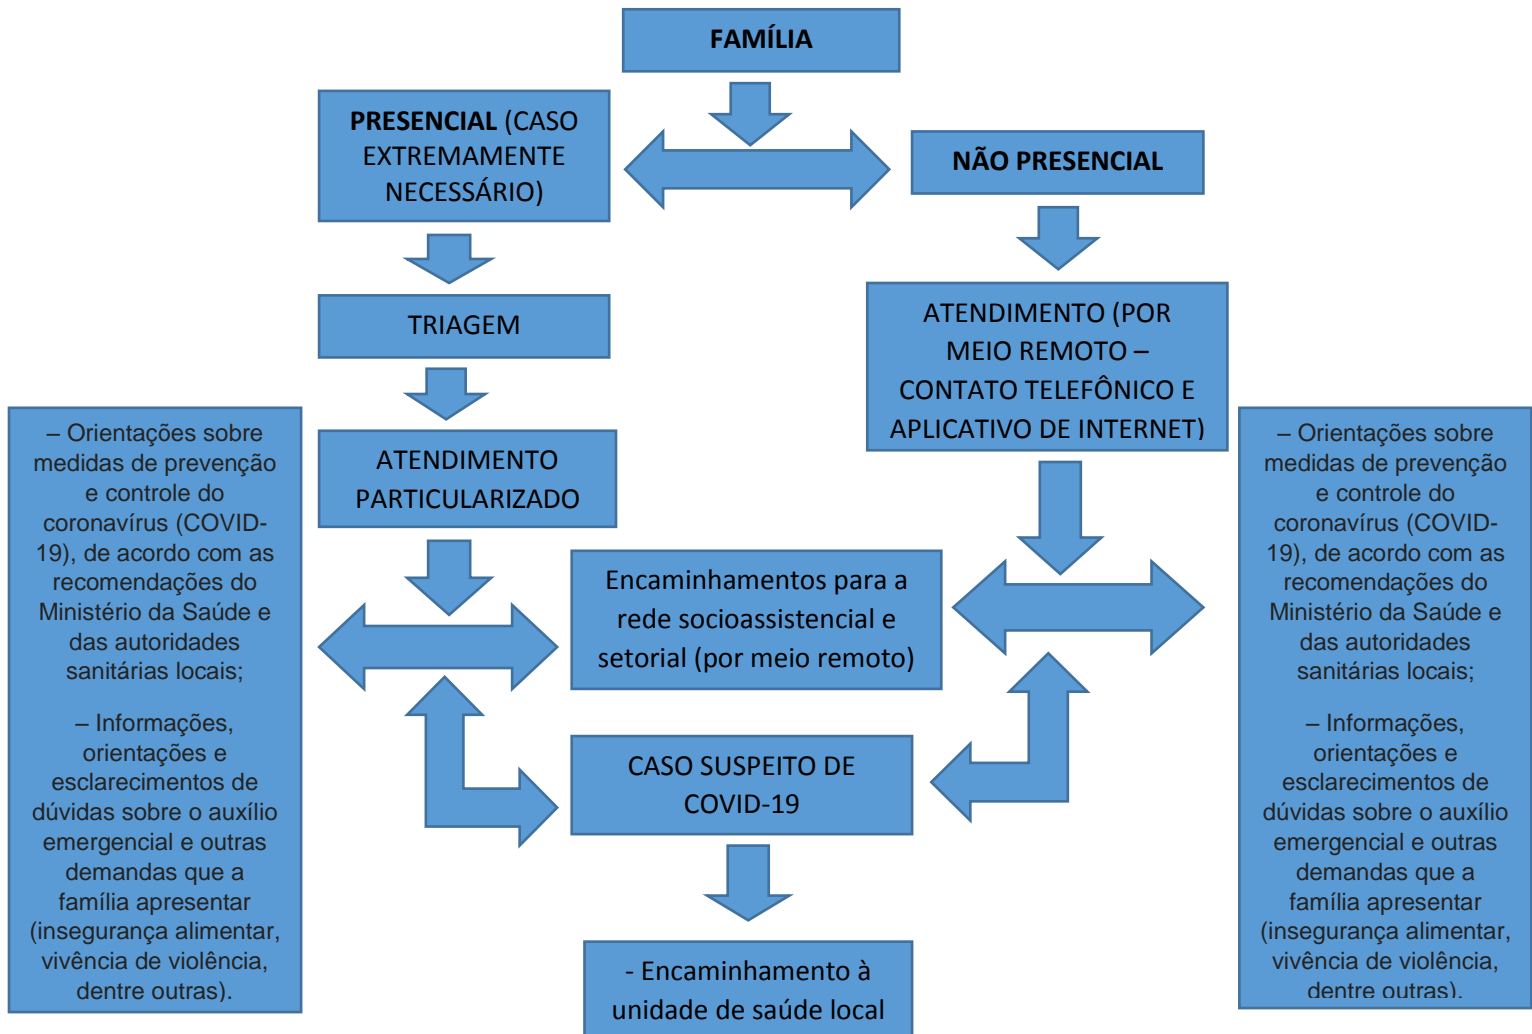 FAMÍLIA
PRESENCIAL (CASO
EXTREMAMENTE
NECESSÁRIO)
NÃO PRESENCIAL
TRIAGEM
ATENDIMENTO (POR
MEIO REMOTO –
CONTATO TELEFÔNICO E
APLICATIVO DE INTERNET)
ATENDIMENTO
PARTICULARIZADO
– Orientações sobre
medidas de prevenção
e controle do
coronavírus (COVID-
19), de acordo com as
recomendações do
Ministério da Saúde e
das autoridades
sanitárias locais;
– Informações,
orientações e
esclarecimentos de
dúvidas sobre o auxílio
emergencial e outras
demandas que a
família apresentar
(insegurança alimentar,
vivência de violência,
dentre outras).
Encaminhamentos para a
rede socioassistencial e
setorial (por meio remoto)
– Orientações sobre
medidas de prevenção
e controle do
coronavírus (COVID-
19), de acordo com as
recomendações do
Ministério da Saúde e
das autoridades
sanitárias locais;
– Informações,
orientações e
esclarecimentos de
dúvidas sobre o auxílio
emergencial e outras
demandas que a
família apresentar
(insegurança alimentar,
vivência de violência,
dentre outras).
CASO SUSPEITO DE
COVID-19
- Encaminhamento à
unidade de saúde local